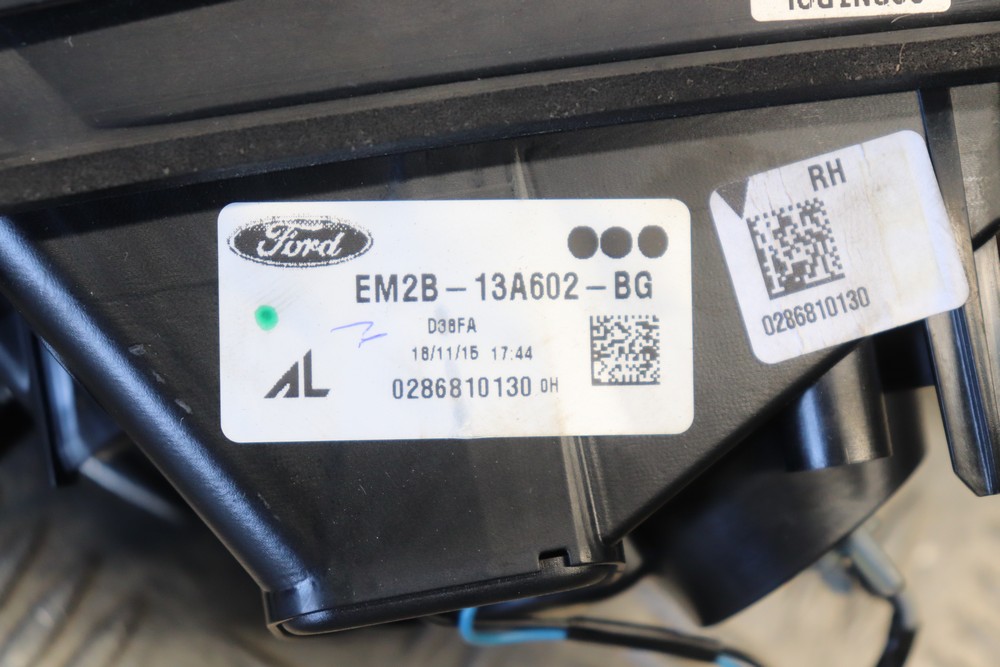 Ford
EM2B-13A602-BG
D38FA
18/11/15 17:44
AL
0286810130 0H
RH
0286810130